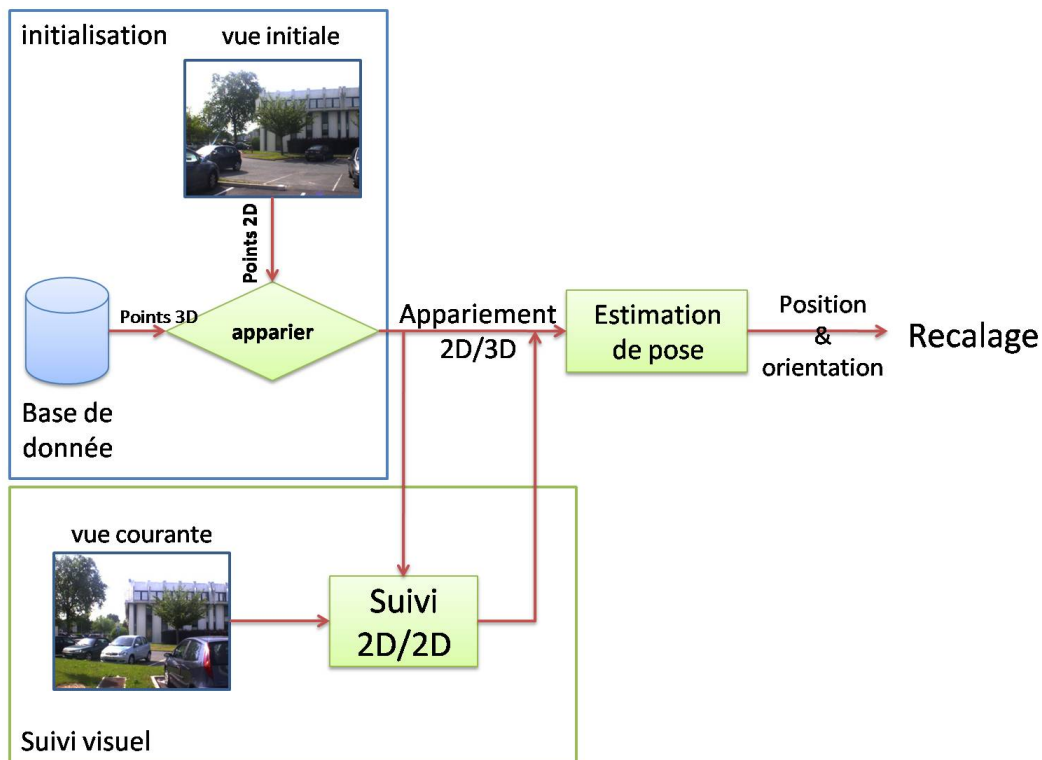 initialisation
vue initiale
Points 2D
Points 3D
apparier
Base de
donnée
Appariement
2D/3D
Estimation
de pose
Position
&
orientation
Recalage
vue courante
Suivi
2D/2D
Suivi visuel